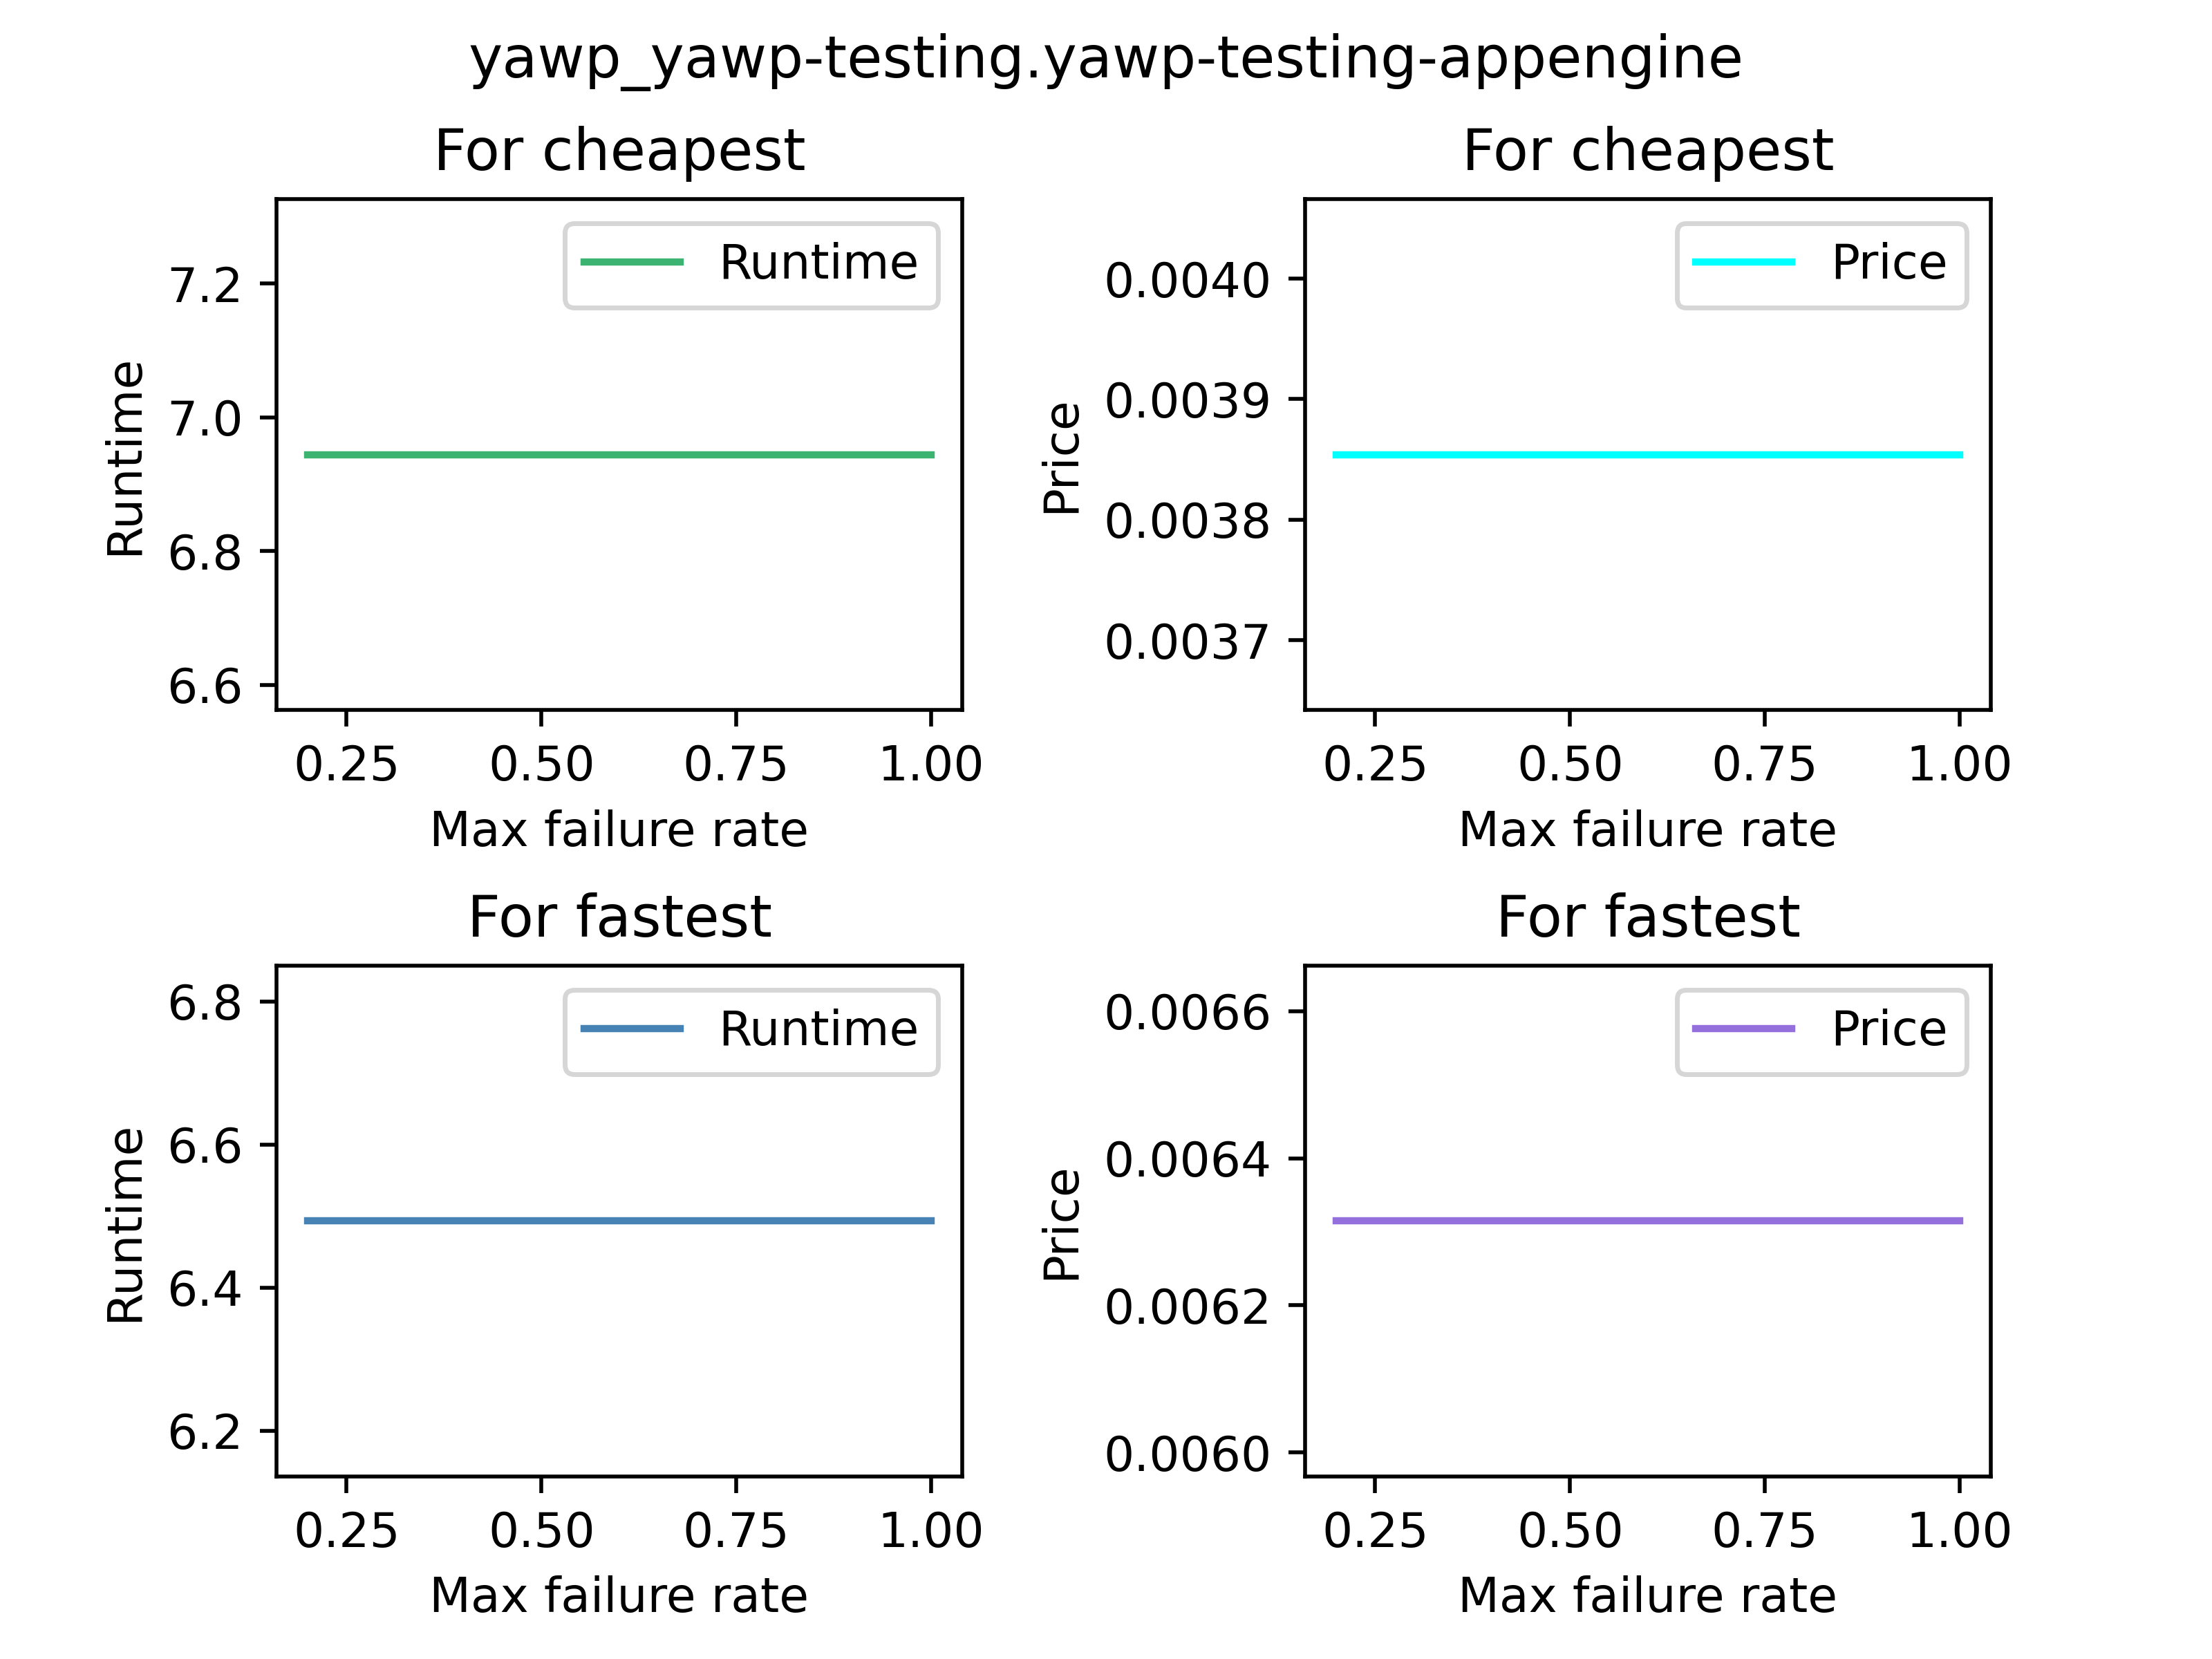 yawp_yawp-testing.yawp-testing-appengine
For cheapest
Runtime
7.2
7.0
6.8
6.6
Runtime
0.25 0.50 0.75 1.00
Max failure rate
For cheapest
Price
0.0040
0.0039
0.0038
0.0037
Price
0.25 0.50 0.75 1.00
Max failure rate
For fastest
Runtime
6.8
6.6
6.4
6.2
Runtime
0.25 0.50 0.75 1.00
Max failure rate
For fastest
Price
0.0066
0.0064
0.0062
0.0060
Price
0.25 0.50 0.75 1.00
Max failure rate